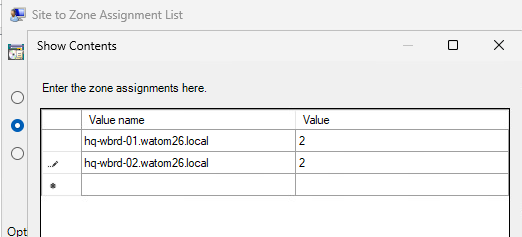 Site to Zone Assignment List
Show Contents
Enter the zone assignments here.
Value name Value
hq-wbrd-01.watom26.local 2
hq-wbrd-02.watom26.local 2
Opt